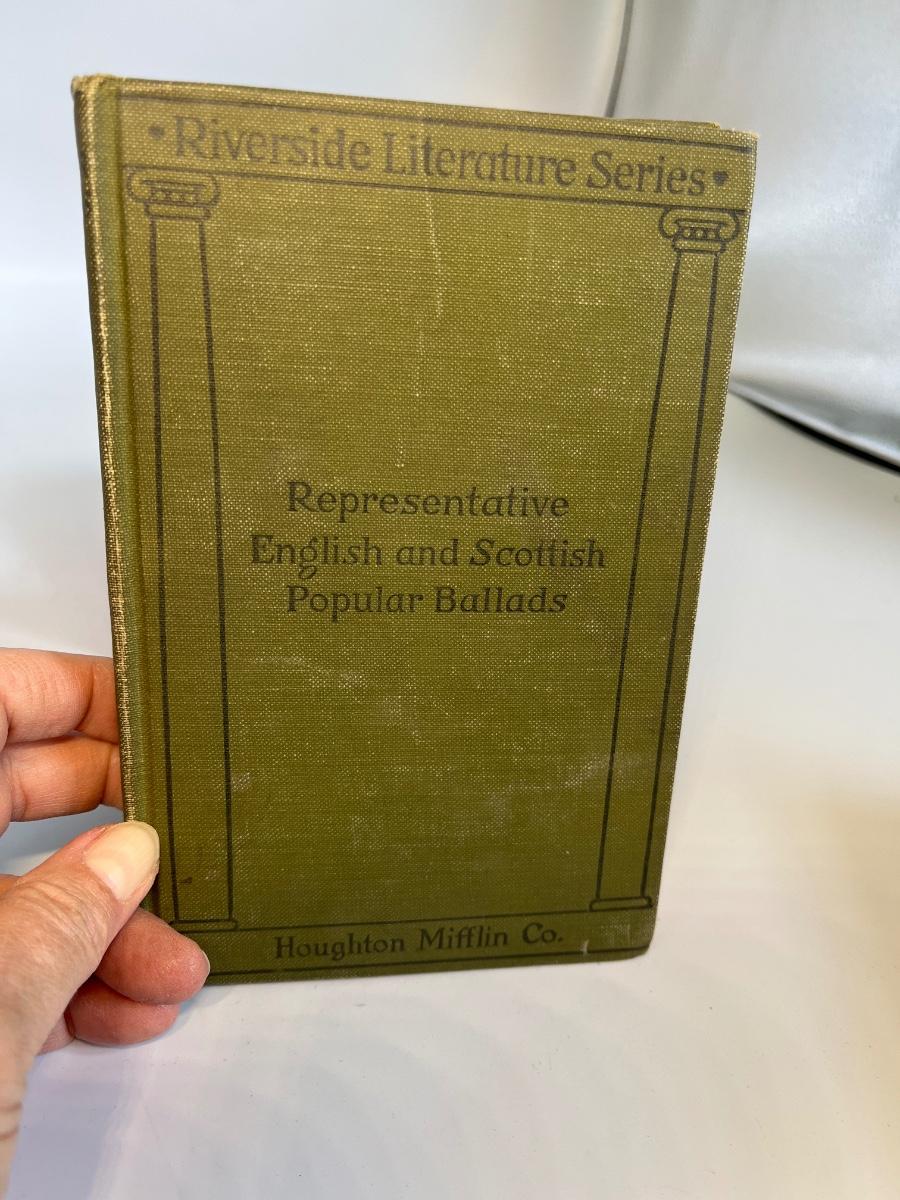 Riverside Literature Series
Representative
English and Scottish
Popular Ballads
Houghton Mifflin Co.